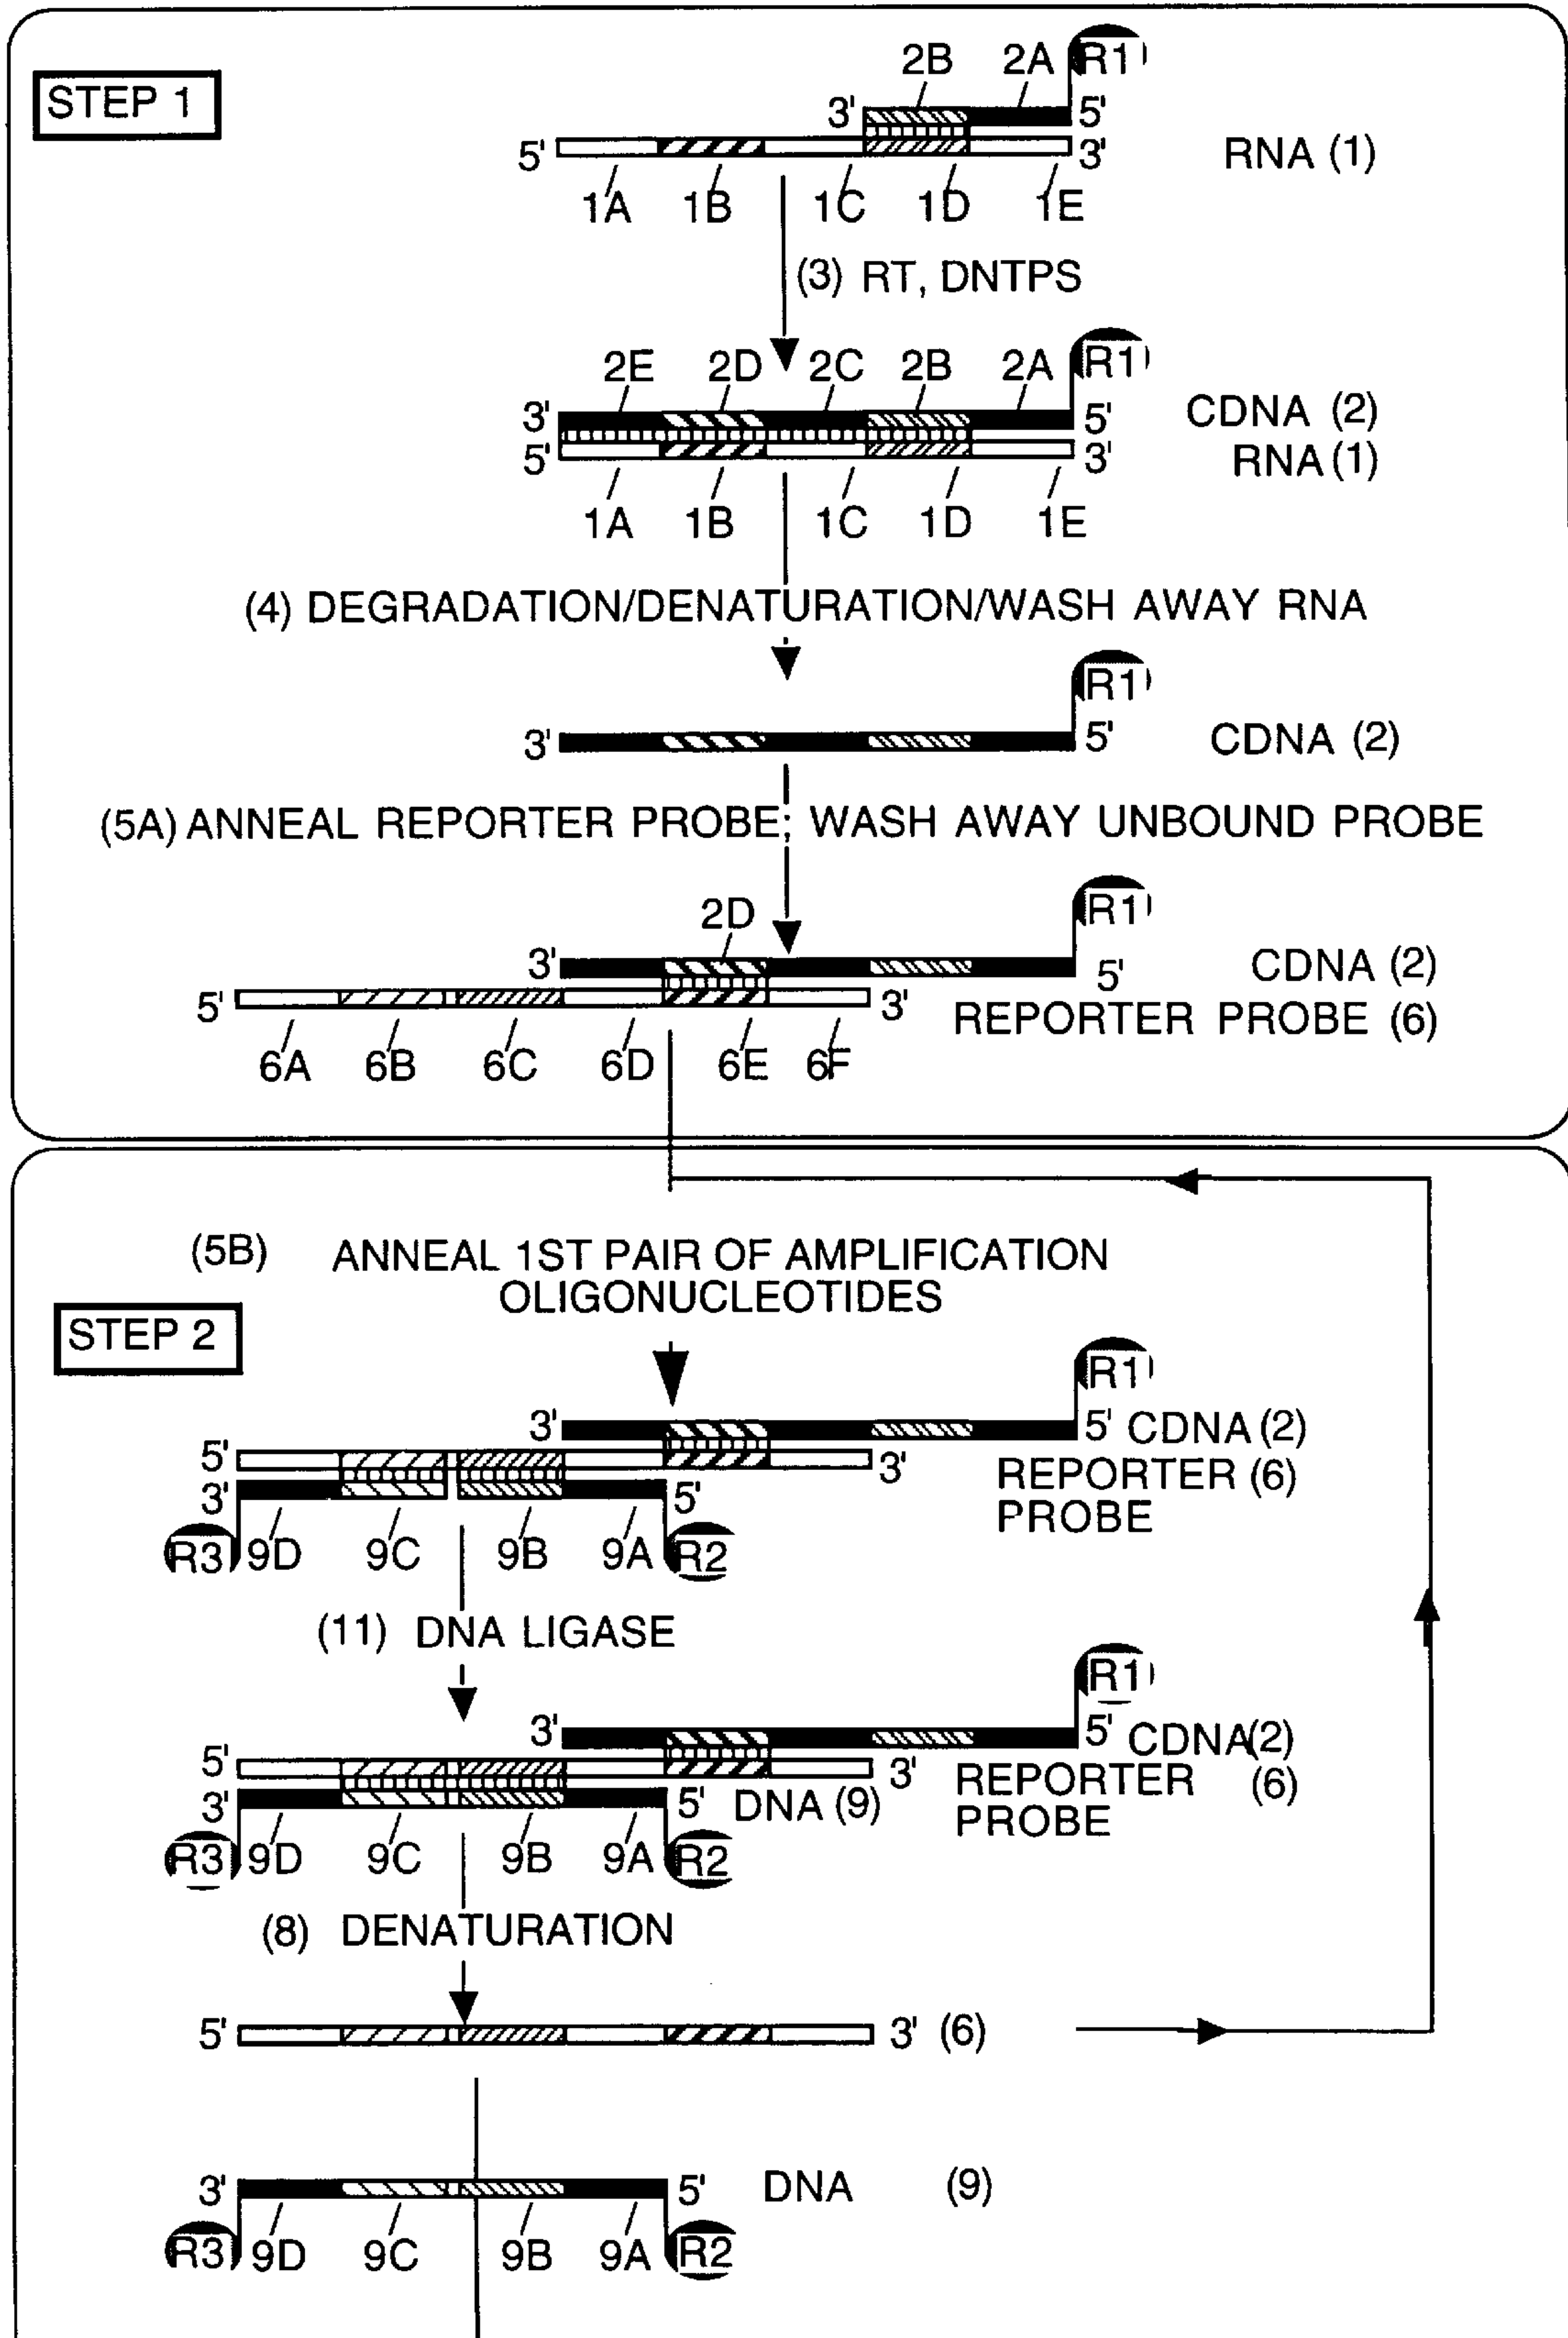 2B 2A R1
STEP 1
3' 5'
5' 3' RNA (1)
1A 1B 1C 1D 1E
(3) RT, DNTPS
2E 2D 2C 2B 2A R1
3' 5' CDNA (2)
5' 3' RNA (1)
1A 1B 1C 1D 1E
(4) DEGRADATION/DENATURATION/WASH AWAY RNA
R1
3' 5' CDNA (2)
(5A) ANNEAL REPORTER PROBE; WASH AWAY UNBOUND PROBE
2D R1
3' 5' CDNA (2)
5' 3' REPORTER PROBE (6)
6A 6B 6C 6D 6E 6F
(5B) ANNEAL 1ST PAIR OF AMPLIFICATION
OLIGONUCLEOTIDES
STEP 2
R1
3' 5' CDNA (2)
5' 3' REPORTER (6)
3' 5' PROBE
R3 9D 9C 9B 9A R2
(11) DNA LIGASE
R1
3' 5' CDNA (2)
5' 3' REPORTER (6)
3' 5' DNA (9) PROBE
R3 9D 9C 9B 9A R2
(8) DENATURATION
5' 3' (6)
3' 5' DNA (9)
R3 9D 9C 9B 9A R2